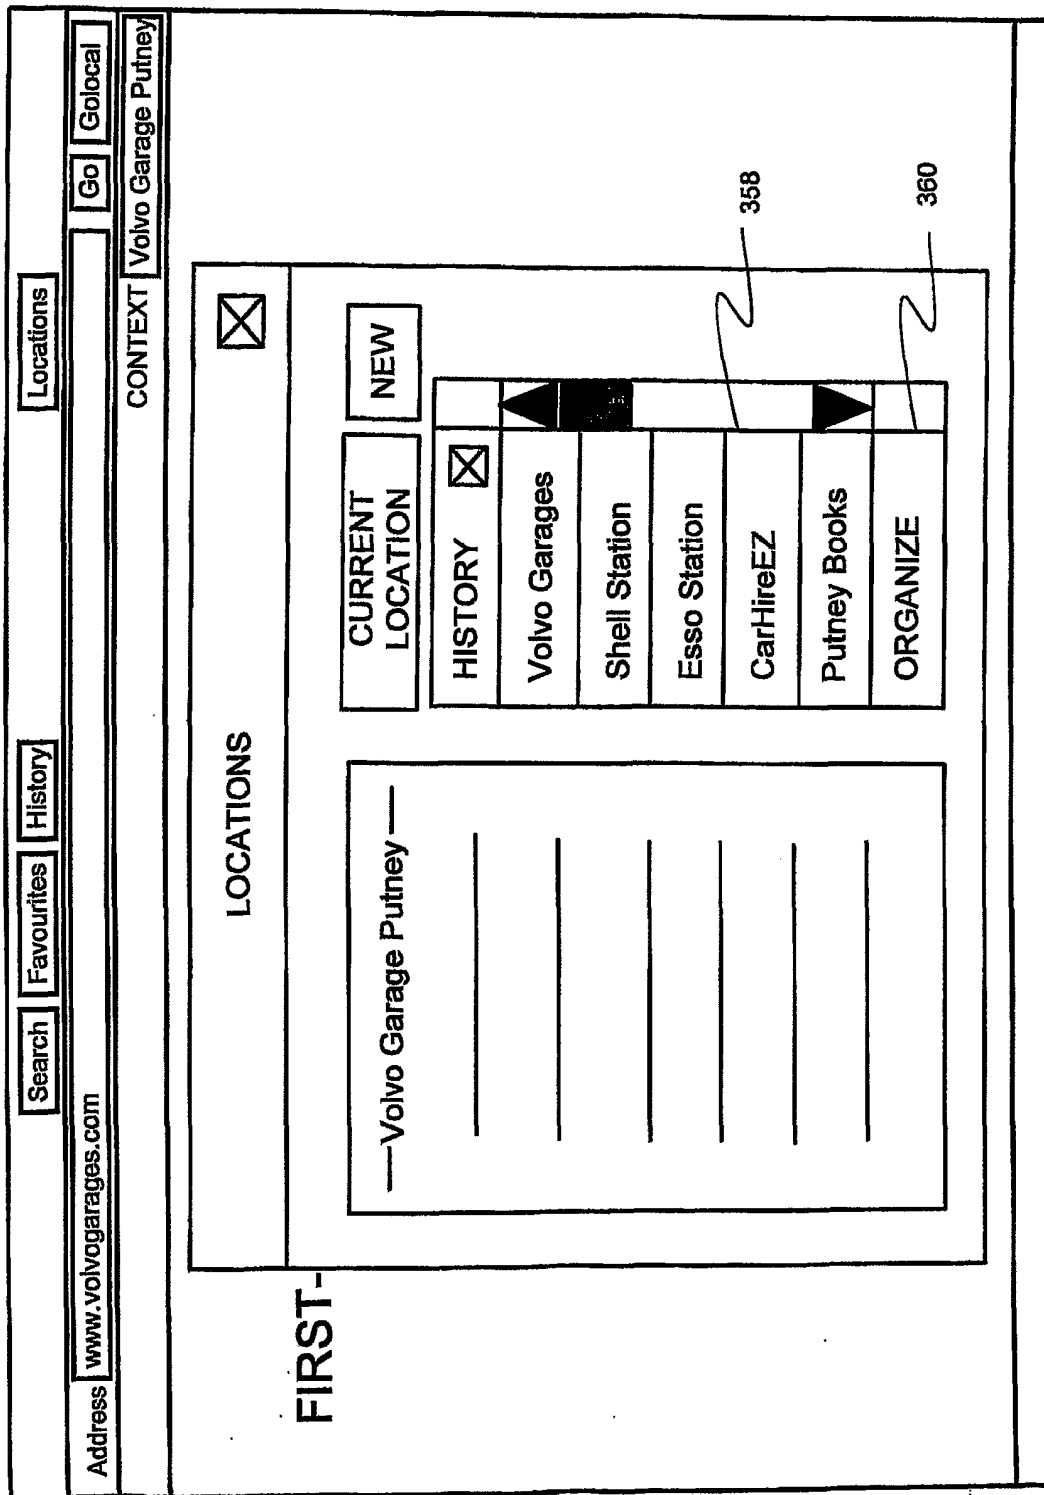 Search Favourites History Locations
Address www.volvogarages.com Go Golocal
CONTEXT Volvo Garage Putney
LOCATIONS
FIRST-
CURRENT
LOCATION
NEW
Volvo Garage Putney
HISTORY
Volvo Garages
Shell Station
Esso Station
CarHireEZ
Putney Books
ORGANIZE
358
360